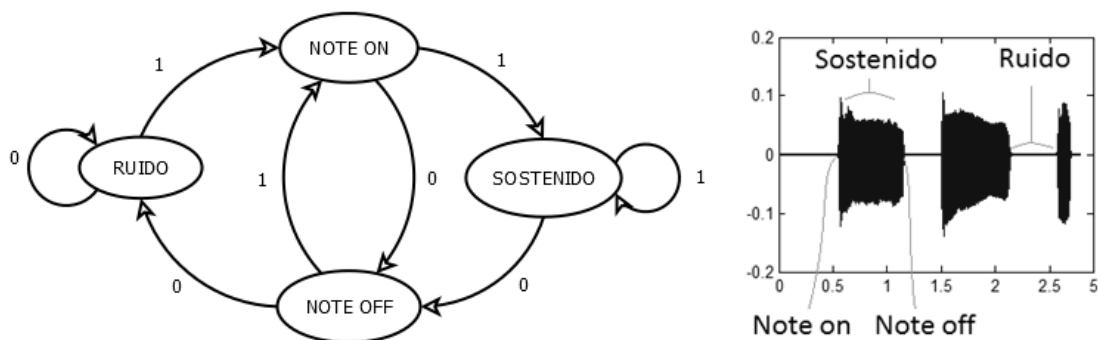 NOTE ON
1
1
0
RUIDO
1
0
SOSTENIDO
1
0
0
NOTE OFF
0.2
Sostenido Ruido
0.1
0
-0.1
-0.2
0 0.5 1 1.5 2 2.5 5
Note on Note off